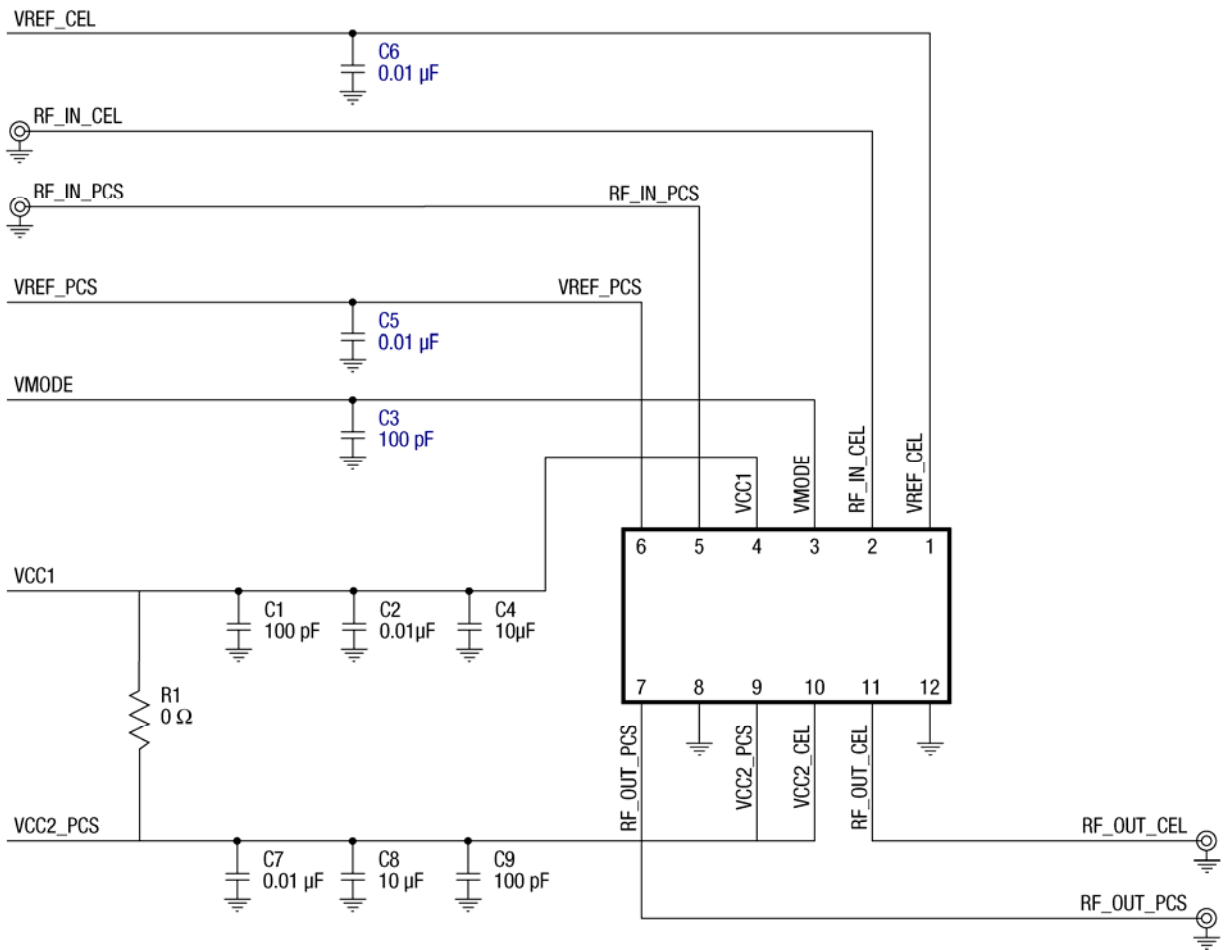 VREF_CEL
C6
0.01 µF
RF_IN_CEL
RF_IN_PCS
RF_IN_PCS
VREF_PCS
VREF_PCS
C5
0.01 µF
VMODE
C3
100 pF
VCC1
VMODE
RF_IN_CEL
VREF_CEL
6 5 4 3 2 1
VCC1
C1
100 pF
C2
0.01µF
C4
10µF
R1
0 Ω
7 8 9 10 11 12
RF_OUT_PCS
VCC2_PCS
VCC2_CEL
RF_OUT_CEL
VCC2_PCS
C7
0.01 µF
C8
10 µF
C9
100 pF
RF_OUT_CEL
RF_OUT_PCS